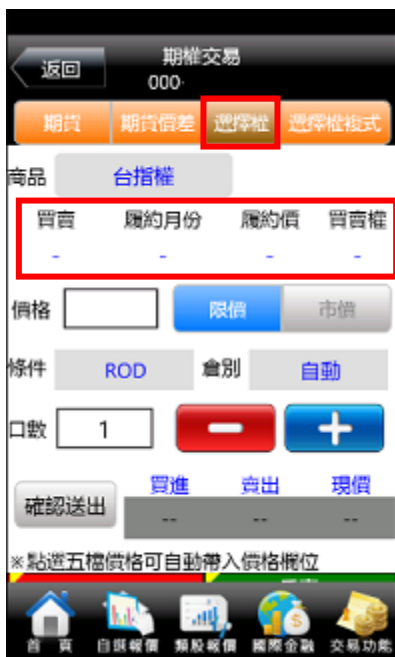 返回
期權交易
000-
期貨 期貨價差 選擇權 選擇權複式
商品 台指權
買賣 履約月份 履約價 買賣權
- - - -
價格 限價 市價
條件 ROD 倉別 自動
口數 1
買進 賣出 現價
確認送出 -- -- --
※點選五檔價格可自動帶入價格欄位
首 頁 自選報價 類股報價 國際金融 交易功能